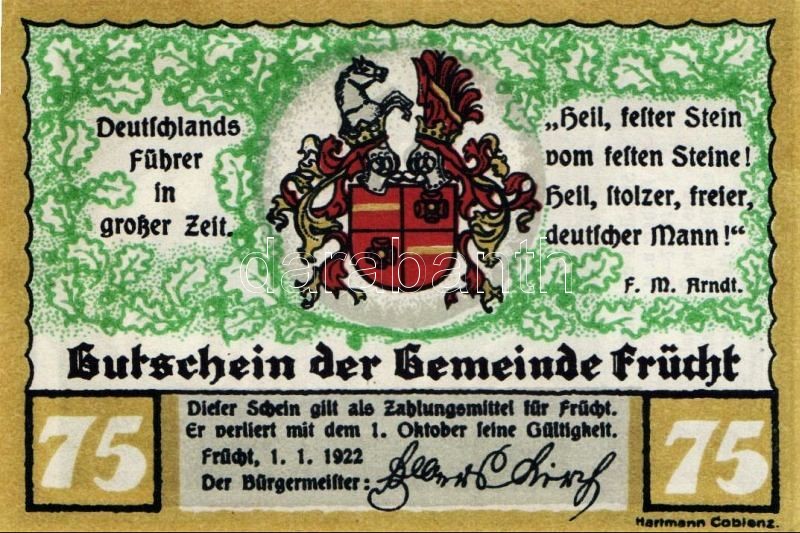 Deutschlands
Führer
in
großer Zeit.
„Heil, fester Stein
vom festen Steine!
Heil, stolzer, freier,
deutscher Mann!“
F. M. Arndt.
darabanth
Gutschein der Gemeinde Frücht
75
Dieser Schein gilt als Zahlungsmittel für Frücht.
Er verliert mit dem 1. Oktober seine Gültigkeit.
Frücht, 1. 1. 1922
Der Bürgermeister:
75
Hartmann Coblenz.